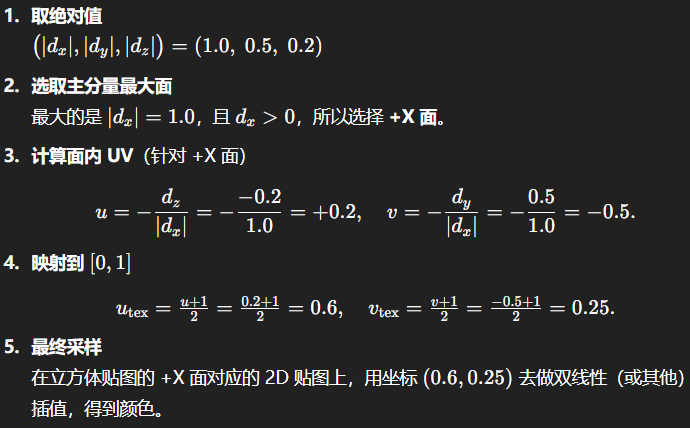 1. 取绝对值
(|dₓ|, |d_y|, |d_z|) = (1.0, 0.5, 0.2)
2. 选取主分量最大面
最大的是 |dₓ| = 1.0，且 dₓ > 0，所以选择 +X 面。
3. 计算面内 UV（针对 +X 面）
u = −d_z/|dₓ| = −(−0.2)/1.0 = +0.2, v = −d_y/|dₓ| = −0.5/1.0 = −0.5.
4. 映射到 [0, 1]
u_tex = (u+1)/2 = (0.2+1)/2 = 0.6, v_tex = (v+1)/2 = (−0.5+1)/2 = 0.25.
5. 最终采样
在立方体贴图的 +X 面对应的 2D 贴图上，用坐标 (0.6, 0.25) 去做双线性（或其他）
插值，得到颜色。